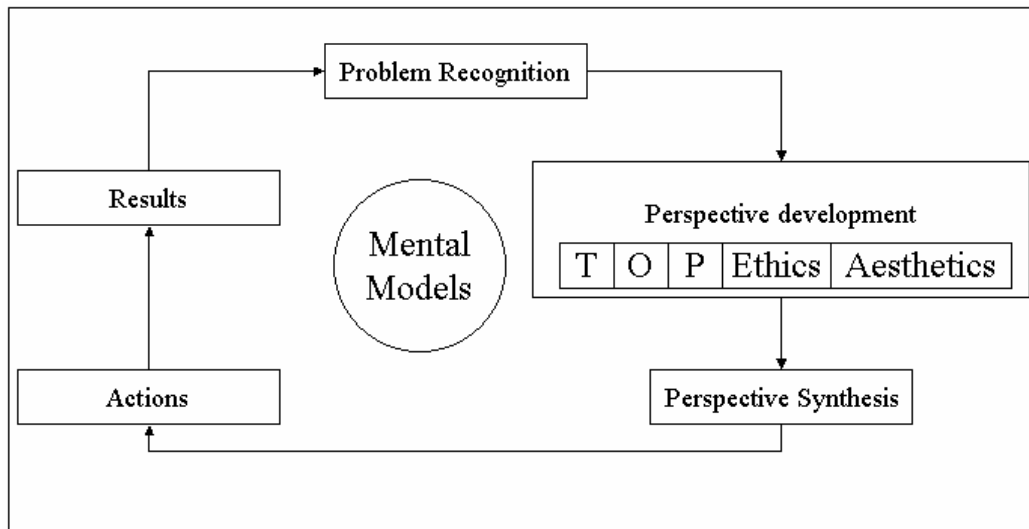 Problem Recognition
Perspective development
T O P Ethics Aesthetics
Perspective Synthesis
Actions
Results
Mental
Models